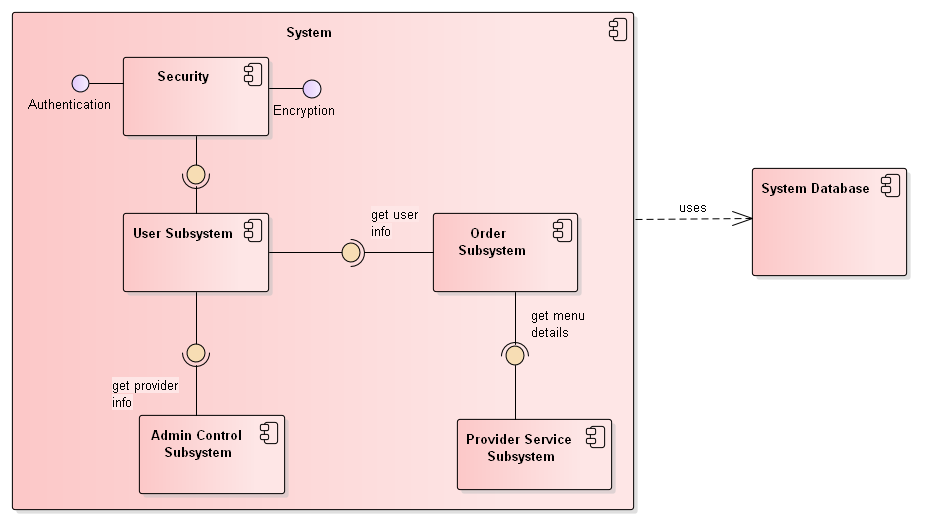 System
Security
Authentication
Encryption
User Subsystem
get user
info
Order
Subsystem
uses
System Database
get menu
details
get provider
info
Admin Control
Subsystem
Provider Service
Subsystem